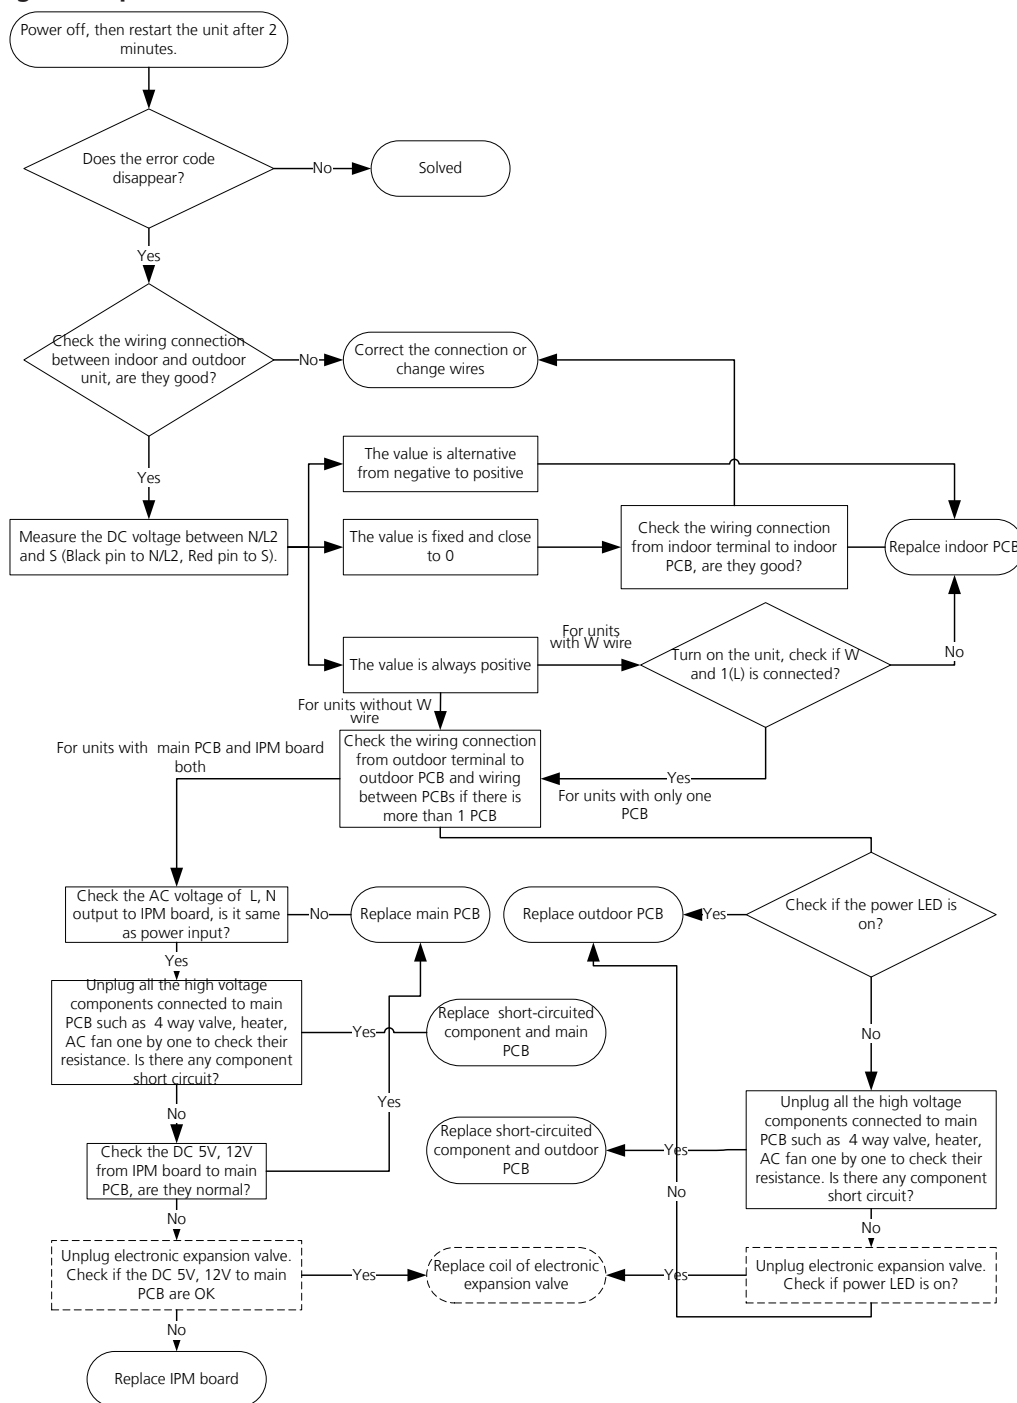 Power off, then restart the unit after 2
minutes.
Does the error code
disappear?
No
Solved
Yes
Check the wiring connection
between indoor and outdoor
unit, are they good?
No
Correct the connection or
change wires
Yes
The value is alternative
from negative to positive
Measure the DC voltage between N/L2
and S (Black pin to N/L2, Red pin to S).
The value is fixed and close
to 0
Check the wiring connection
from indoor terminal to indoor
PCB, are they good?
Repalce indoor PCB
The value is always positive
For units
with W wire
Turn on the unit, check if W
and 1(L) is connected?
No
For units without W
wire
Check the wiring connection
from outdoor terminal to
outdoor PCB and wiring
between PCBs if there is
more than 1 PCB
Yes
For units with main PCB and IPM board
both
For units with only one
PCB
Check the AC voltage of L, N
output to IPM board, is it same
as power input?
No
Replace main PCB
Replace outdoor PCB
Yes
Check if the power LED is
on?
Yes
Unplug all the high voltage
components connected to main
PCB such as 4 way valve, heater,
AC fan one by one to check their
resistance. Is there any component
short circuit?
Yes
Replace short-circuited
component and main
PCB
No
No
Yes
Check the DC 5V, 12V
from IPM board to main
PCB, are they normal?
Replace short-circuited
component and outdoor
PCB
Yes
Unplug all the high voltage
components connected to main
PCB such as 4 way valve, heater,
AC fan one by one to check their
resistance. Is there any component
short circuit?
No
No
No
Unplug electronic expansion valve.
Check if the DC 5V, 12V to main
PCB are OK
Yes
Replace coil of electronic
expansion valve
Yes
Unplug electronic expansion valve.
Check if power LED is on?
No
Replace IPM board